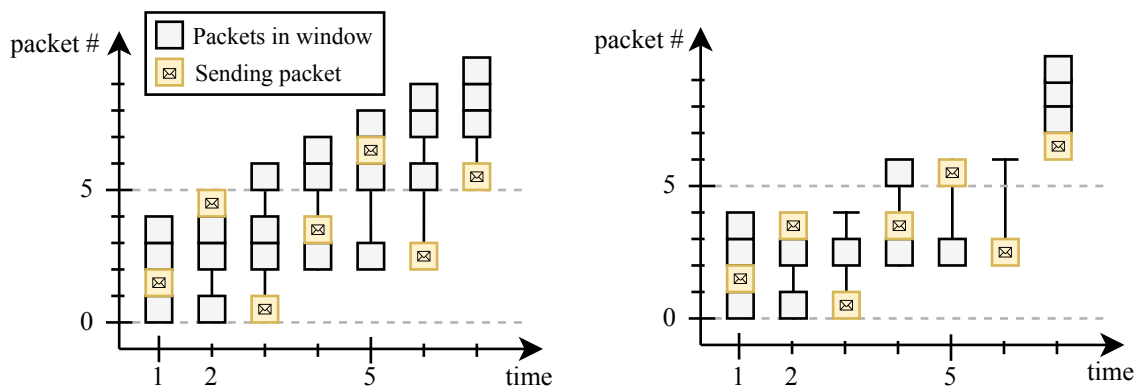 packet #
Packets in window
Sending packet
5
0
1 2 5 time
packet #
5
0
1 2 5 time